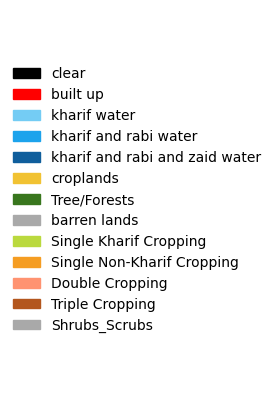 clear
built up
kharif water
kharif and rabi water
kharif and rabi and zaid water
croplands
Tree/Forests
barren lands
Single Kharif Cropping
Single Non-Kharif Cropping
Double Cropping
Triple Cropping
Shrubs_Scrubs